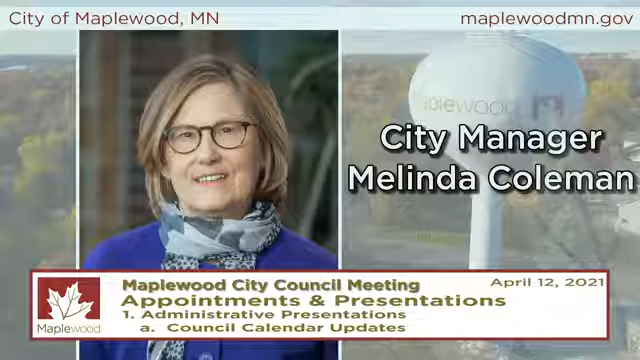 City of Maplewood, MN
maplewoodmn.gov
maplewood
City Manager
Melinda Coleman
Maplewood City Council Meeting
April 12, 2021
Appointments & Presentations
1. Administrative Presentations
a. Council Calendar Updates
Maplewood